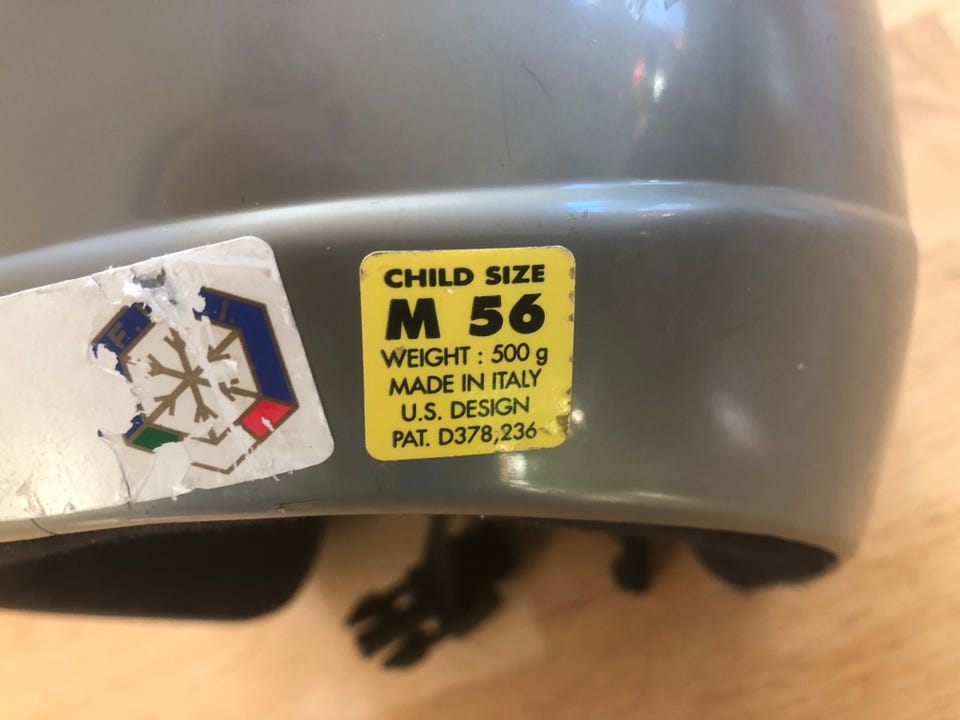 F. I.
CHILD SIZE
M 56
WEIGHT : 500 g
MADE IN ITALY
U.S. DESIGN
PAT. D378,236